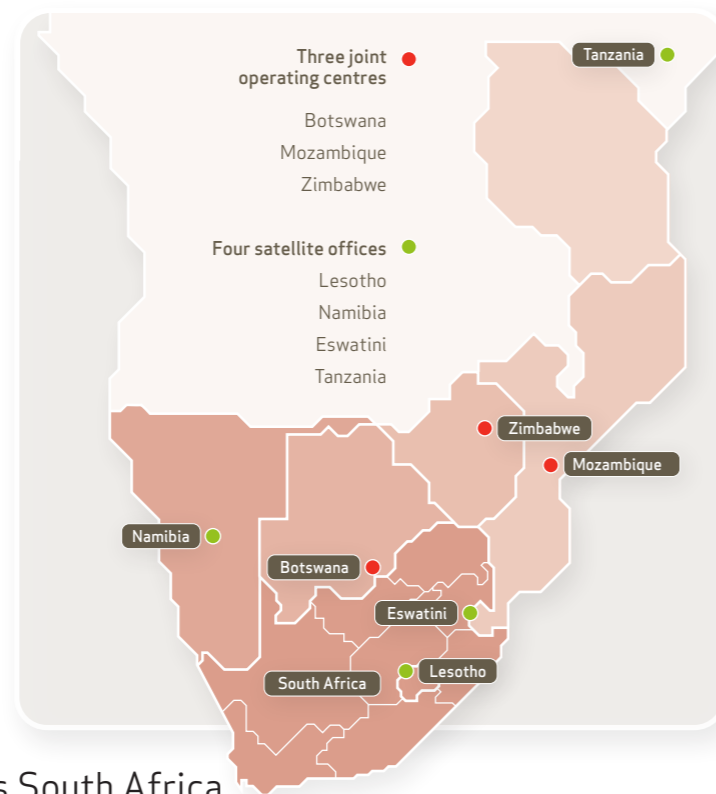 Three joint
operating centres
Botswana
Mozambique
Zimbabwe
Four satellite offices
Lesotho
Namibia
Eswatini
Tanzania
Tanzania
Zimbabwe
Mozambique
Namibia
Botswana
Eswatini
Lesotho
South Africa
South Africa